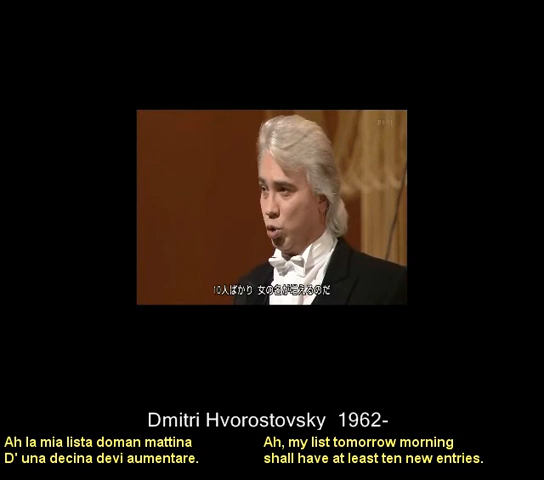 10人ばかり 女の名が増えるのだ
Dmitri Hvorostovsky 1962-
Ah la mia lista doman mattina
D' una decina devi aumentare.
Ah, my list tomorrow morning
shall have at least ten new entries.